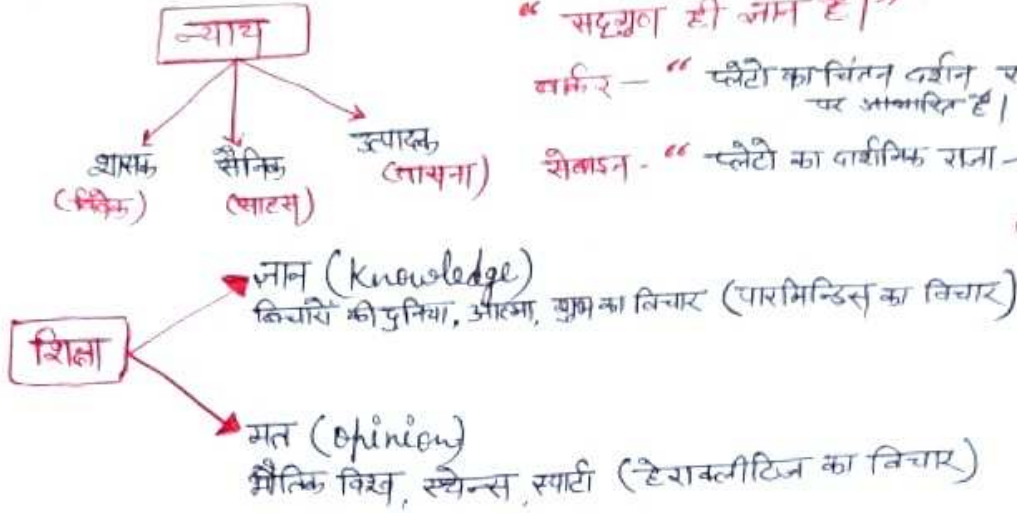 न्याय
“ सद्गुण ही ज्ञान है।”
बार्कर – “ प्लेटो का चिंतन दर्शन
पर आधारित है।
शासक सैनिक उत्पादक
(विवेक) (साहस) (वासना)
सेबाइन - “ प्लेटो का दार्शनिक राजा –
ज्ञान (Knowledge)
विचारों की दुनिया, आत्मा, शुभ का विचार (पारमिन्डिस का विचार)
शिक्षा
मत (Opinion)
भौतिक विश्व, एथेन्स, स्पार्टा (हेराक्लीटिज का विचार)